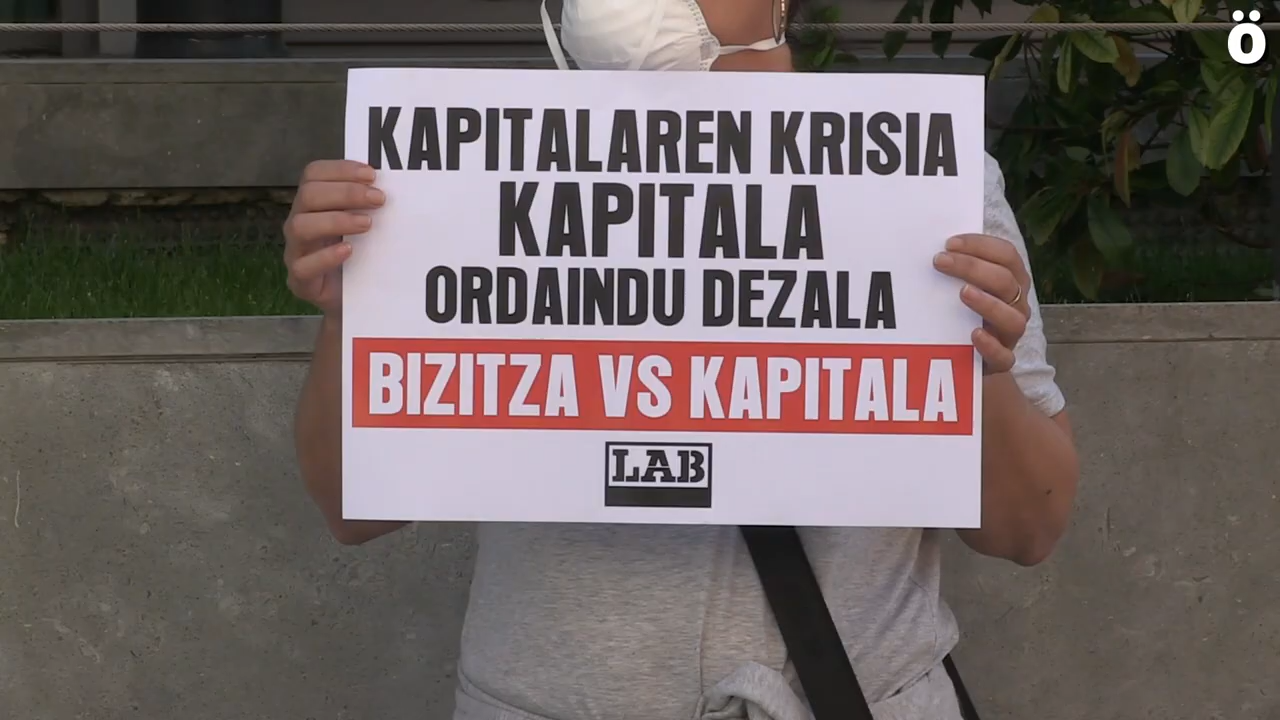 ö
KAPITALAREN KRISIA
KAPITALA
ORDAINDU DEZALA
BIZITZA VS KAPITALA
LAB